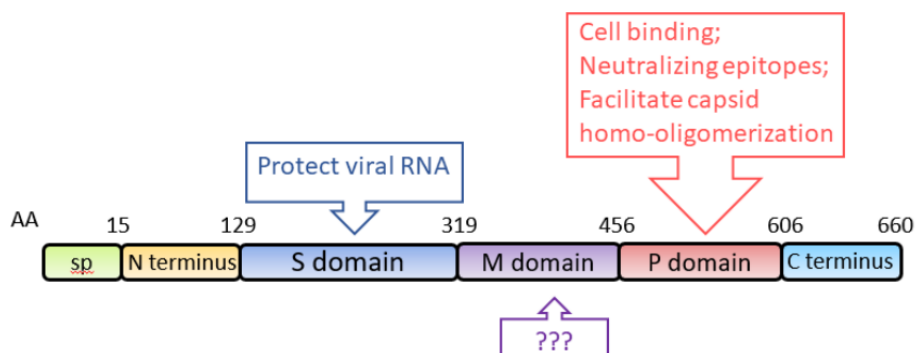 Cell binding;
Neutralizing epitopes;
Facilitate capsid
homo-oligomerization
Protect viral RNA
AA 15 129 319 456 606 660
sp N terminus S domain M domain P domain C terminus
???